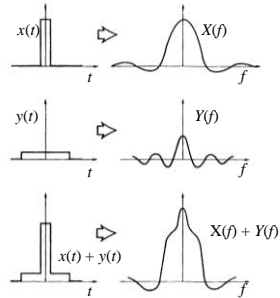 x(t)
X(f)
t
f
y(t)
Y(f)
t
f
x(t) + y(t)
X(f) + Y(f)
t
f